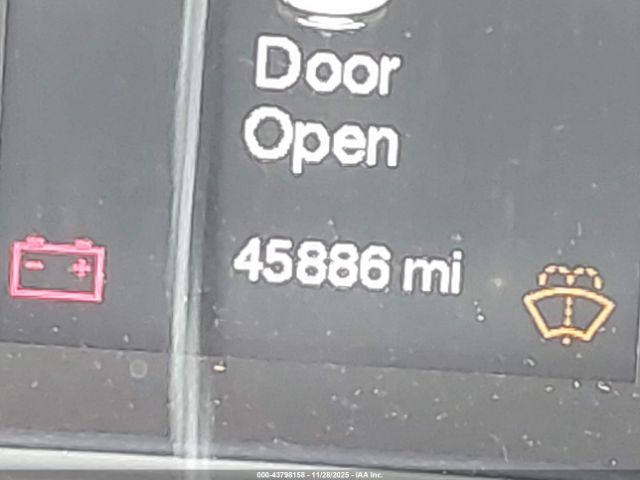 Door
Open
45886 mi
000-43798158 - 11/28/2025 - IAA Inc.